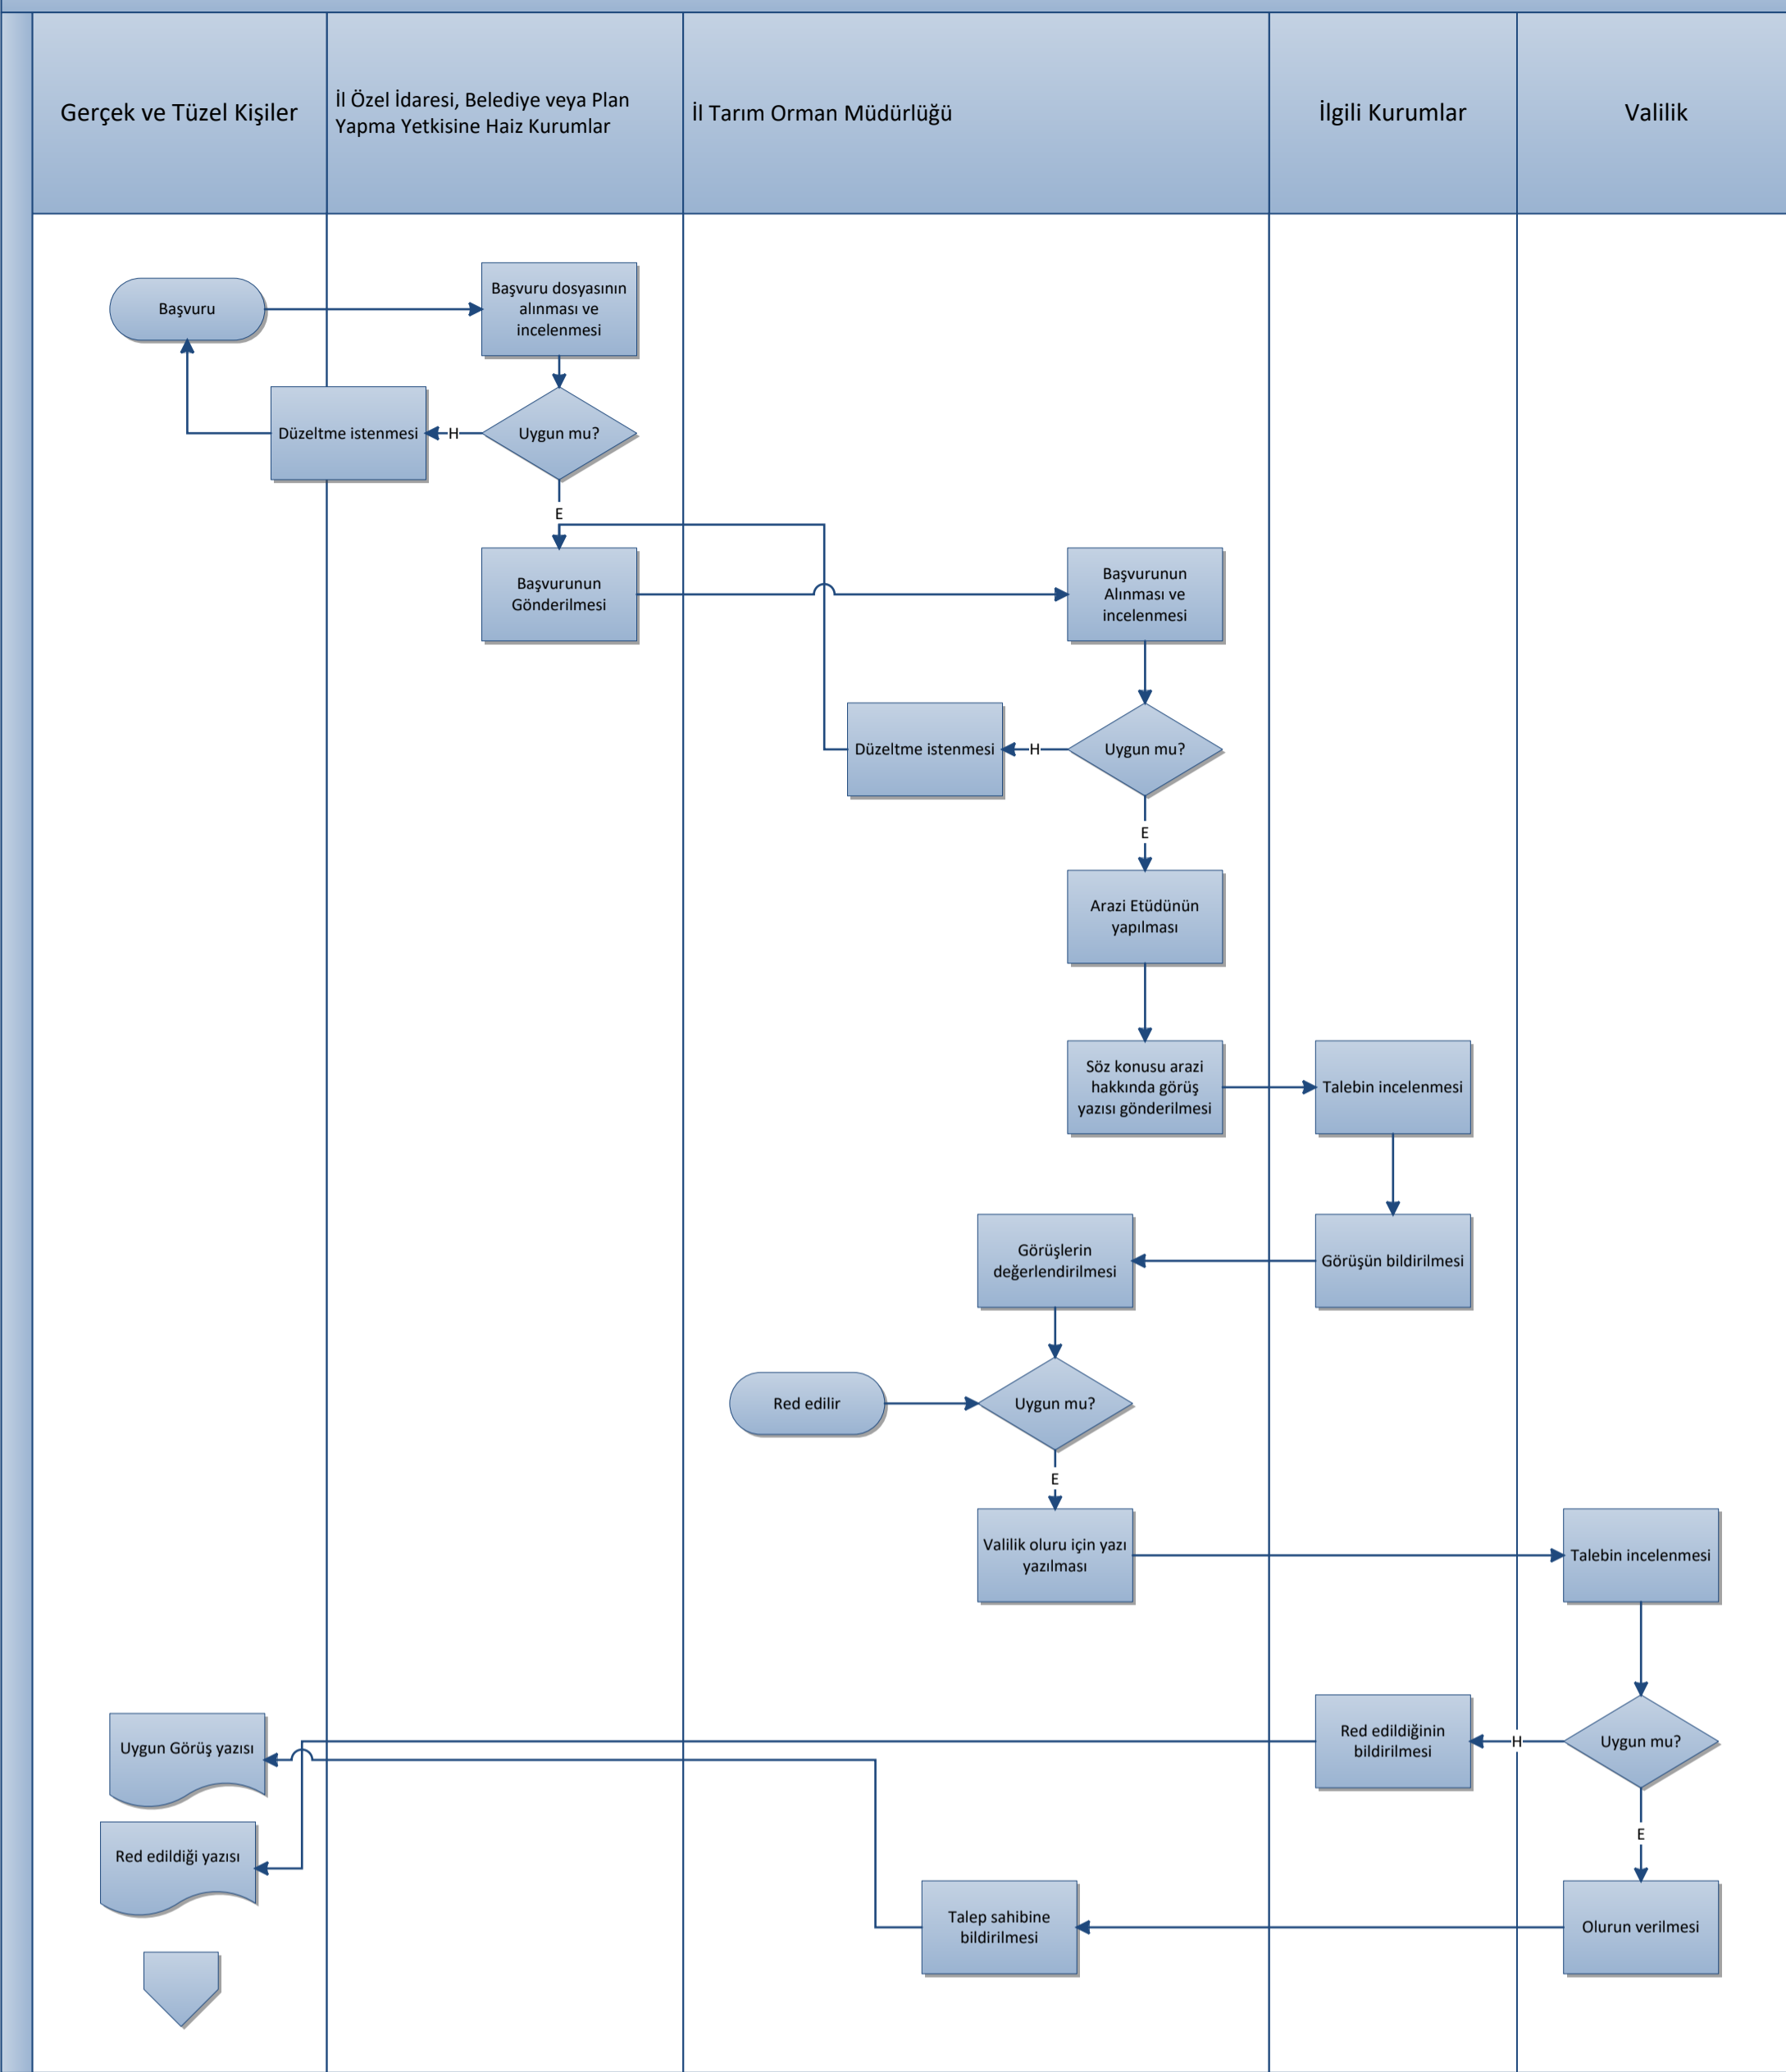 Gerçek ve Tüzel Kişiler
İl Özel İdaresi, Belediye veya Plan
Yapma Yetkisine Haiz Kurumlar
İl Tarım Orman Müdürlüğü
İlgili Kurumlar
Valilik
Başvuru
Başvuru dosyasının
alınması ve
incelenmesi
Düzeltme istenmesi
H
Uygun mu?
E
Başvurunun
Gönderilmesi
Başvurunun
Alınması ve
incelenmesi
Düzeltme istenmesi
H
Uygun mu?
E
Arazi Etüdünün
yapılması
Söz konusu arazi
hakkında görüş
yazısı gönderilmesi
Talebin incelenmesi
Görüşlerin
değerlendirilmesi
Görüşün bildirilmesi
Red edilir
Uygun mu?
E
Valilik oluru için yazı
yazılması
Talebin incelenmesi
Uygun Görüş yazısı
Red edildiğinin
bildirilmesi
H
Uygun mu?
E
Red edildiği yazısı
Talep sahibine
bildirilmesi
Olurun verilmesi